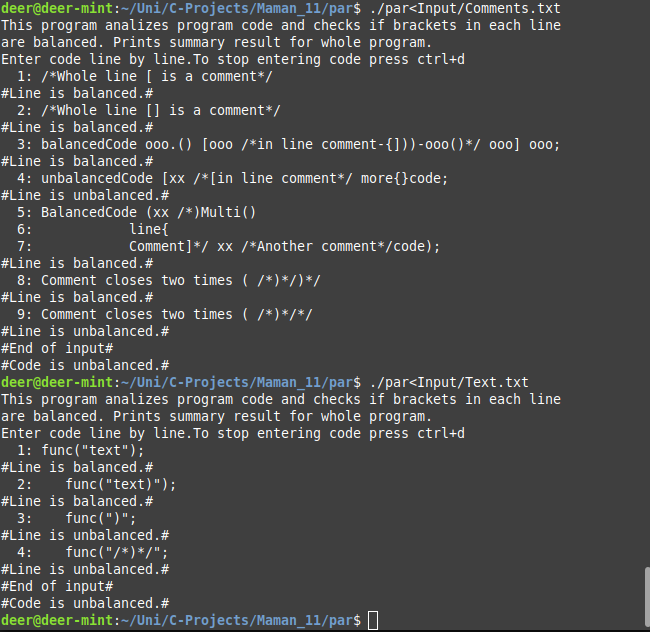 deer@deer-mint:~/Uni/C-Projects/Maman_11/par$ ./par<Input/Comments.txt
This program analizes program code and checks if brackets in each line
are balanced. Prints summary result for whole program.
Enter code line by line.To stop entering code press ctrl+d
  1: /*Whole line [ is a comment*/
#Line is balanced.#
  2: /*Whole line [] is a comment*/
#Line is balanced.#
  3: balancedCode ooo.() [ooo /*in line comment-{]))-ooo()*/ ooo] ooo;
#Line is balanced.#
  4: unbalancedCode [xx /*[in line comment*/ more{}code;
#Line is unbalanced.#
  5: BalancedCode (xx /*)Multi()
  6:            line{
  7:            Comment]*/ xx /*Another comment*/code);
#Line is balanced.#
  8: Comment closes two times ( /*)*/)*/
#Line is balanced.#
  9: Comment closes two times ( /*)*/*/
#Line is unbalanced.#
#End of input#
#Code is unbalanced.#
deer@deer-mint:~/Uni/C-Projects/Maman_11/par$ ./par<Input/Text.txt
This program analizes program code and checks if brackets in each line
are balanced. Prints summary result for whole program.
Enter code line by line.To stop entering code press ctrl+d
  1: func("text");
#Line is balanced.#
  2:    func("text)");
#Line is balanced.#
  3:    func(")";
#Line is unbalanced.#
  4:    func("/*)*/";
#Line is unbalanced.#
#End of input#
#Code is unbalanced.#
deer@deer-mint:~/Uni/C-Projects/Maman_11/par$